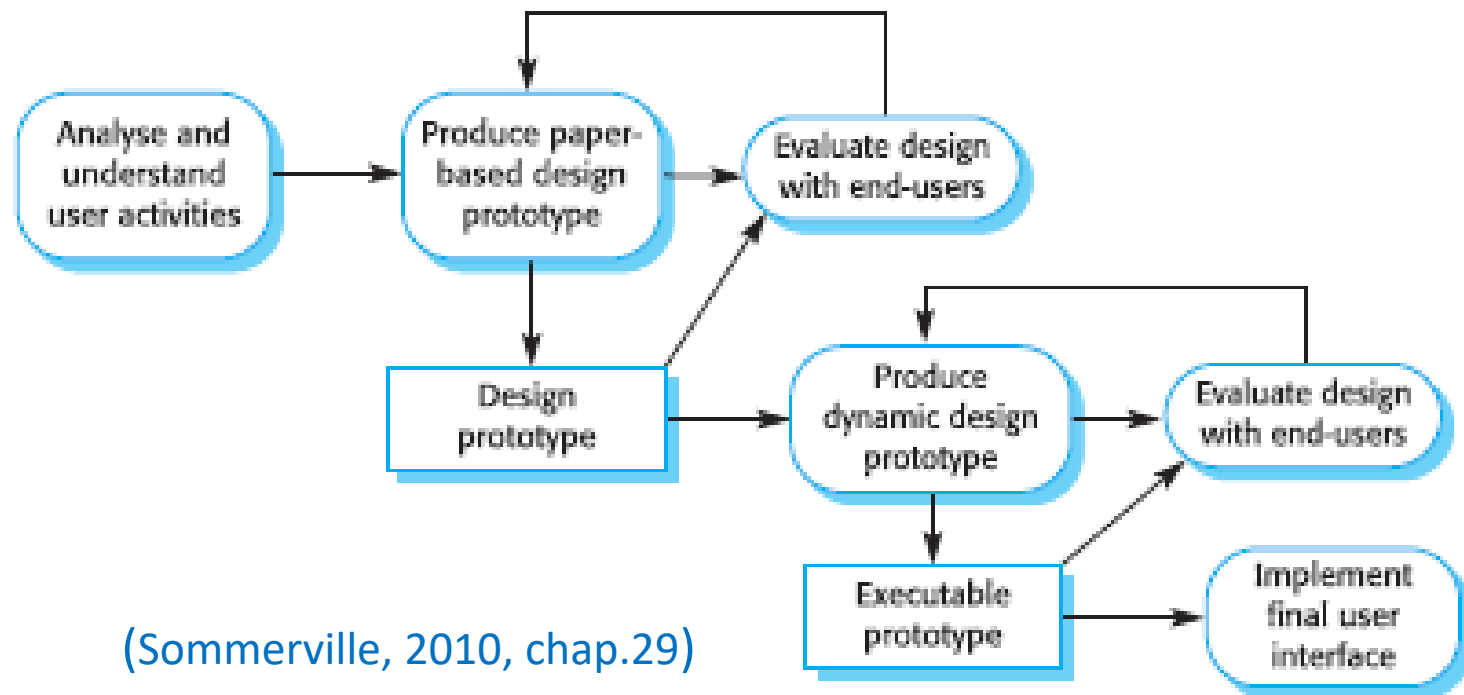 Analyse and
understand
user activities
Produce paper-
based design
prototype
Evaluate design
with end-users
Design
prototype
Produce
dynamic design
prototype
Evaluate design
with end-users
Executable
prototype
Implement
final user
interface
(Sommerville, 2010, chap.29)